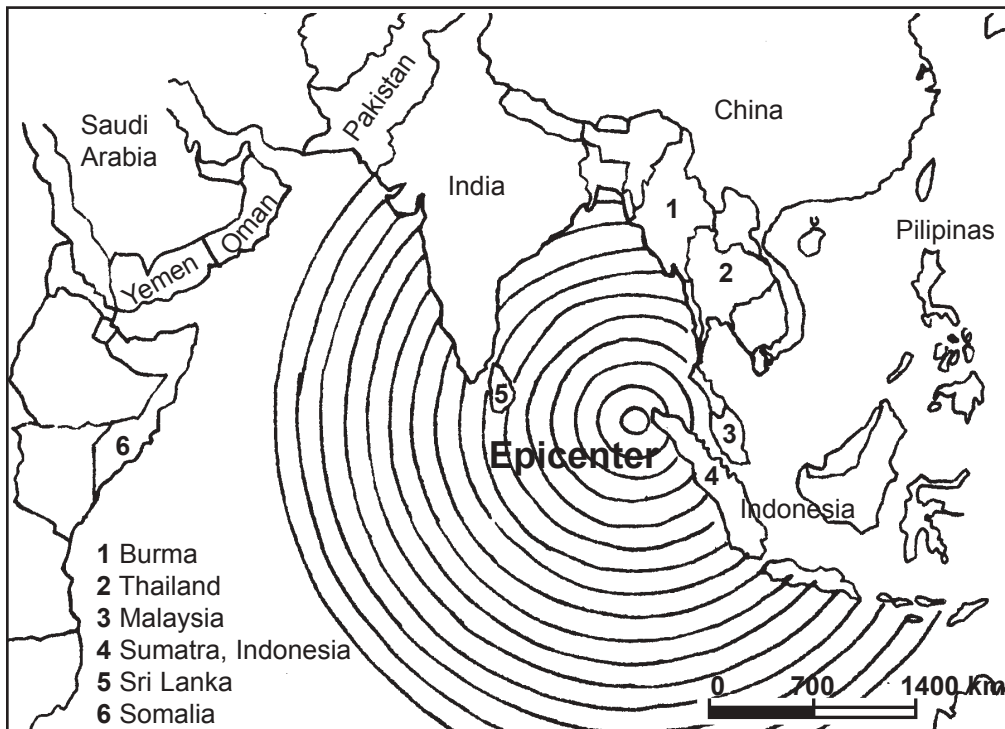 Saudi
Arabia
Pakistan
India
China
Oman
Yemen
Pilipinas
1
2
5
3
Epicenter
4
6
Indonesia
1 Burma
2 Thailand
3 Malaysia
4 Sumatra, Indonesia
5 Sri Lanka
6 Somalia
0 700 1400 Km.